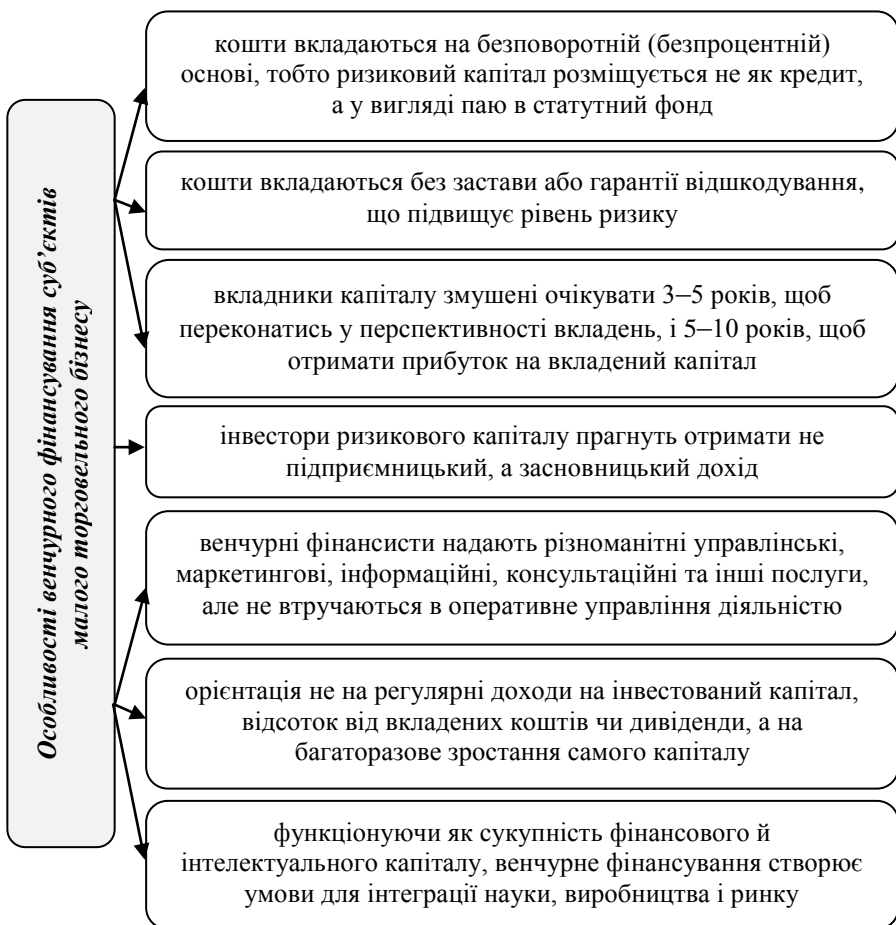 Особливості венчурного фінансування суб’єктів
малого торговельного бізнесу
кошти вкладаються на безповоротній (безпроцентній)
основі, тобто ризиковий капітал розміщується не як кредит,
а у вигляді паю в статутний фонд
кошти вкладаються без застави або гарантії відшкодування,
що підвищує рівень ризику
вкладники капіталу змушені очікувати 3–5 років, щоб
переконатись у перспективності вкладень, і 5–10 років, щоб
отримати прибуток на вкладений капітал
інвестори ризикового капіталу прагнуть отримати не
підприємницький, а засновницький дохід
венчурні фінансисти надають різноманітні управлінські,
маркетингові, інформаційні, консультаційні та інші послуги,
але не втручаються в оперативне управління діяльністю
орієнтація не на регулярні доходи на інвестований капітал,
відсоток від вкладених коштів чи дивіденди, а на
багаторазове зростання самого капіталу
функціонуючи як сукупність фінансового й
інтелектуального капіталу, венчурне фінансування створює
умови для інтеграції науки, виробництва і ринку